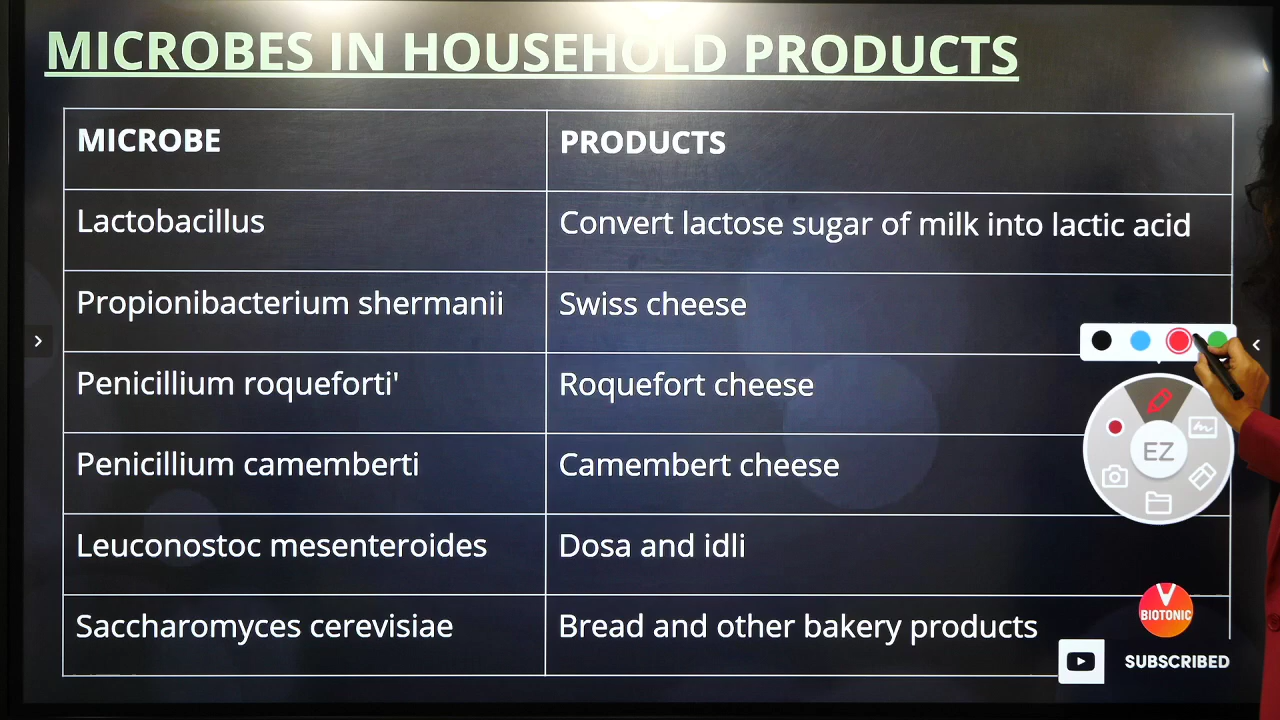 MICROBES IN HOUSEHOLD PRODUCTS
MICROBE PRODUCTS
Lactobacillus Convert lactose sugar of milk into lactic acid
Propionibacterium shermanii Swiss cheese
Penicillium roqueforti' Roquefort cheese
Penicillium camemberti Camembert cheese
EZ
Leuconostoc mesenteroides Dosa and idli
Saccharomyces cerevisiae Bread and other bakery products
V
BIOTONIC
SUBSCRIBED